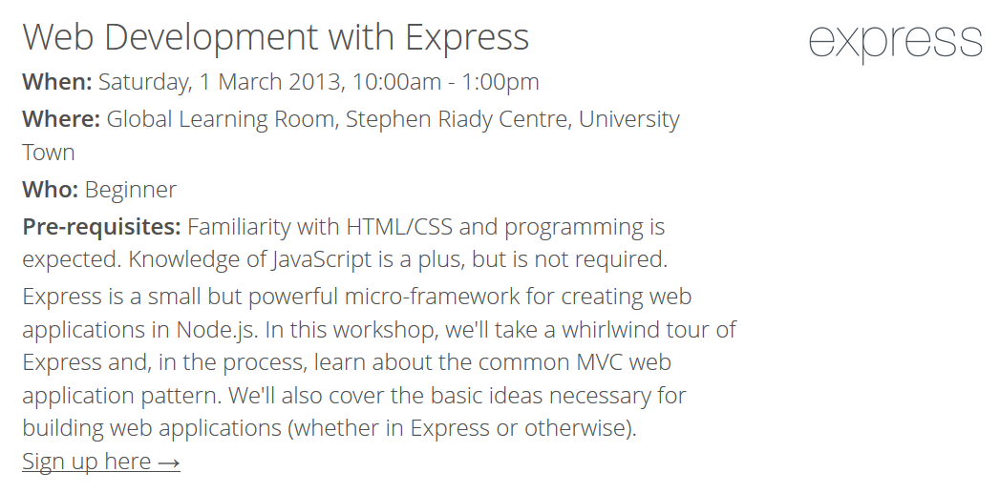 Web Development with Express
express
When: Saturday, 1 March 2013, 10:00am - 1:00pm
Where: Global Learning Room, Stephen Riady Centre, University
Town
Who: Beginner
Pre-requisites: Familiarity with HTML/CSS and programming is
expected. Knowledge of JavaScript is a plus, but is not required.
Express is a small but powerful micro-framework for creating web
applications in Node.js. In this workshop, we'll take a whirlwind tour of
Express and, in the process, learn about the common MVC web
application pattern. We'll also cover the basic ideas necessary for
building web applications (whether in Express or otherwise).
Sign up here →